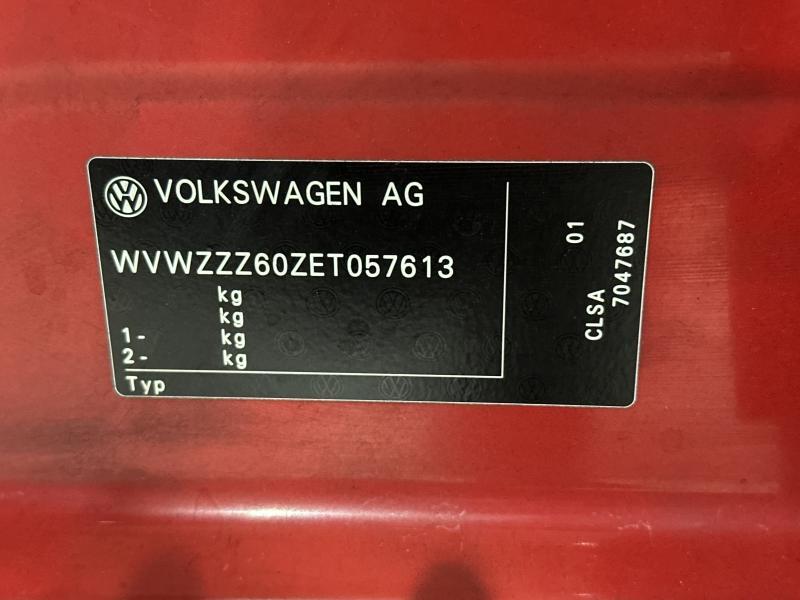 VOLKSWAGEN AG
WVWZZZ60ZET057613
kg
kg
1- kg
2- kg
Typ
01
CLSA 7047687